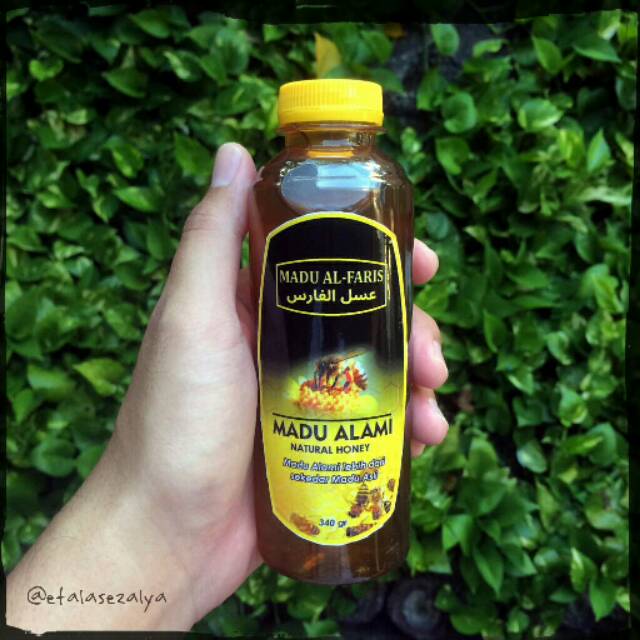 MADU AL-FARIS
عسل الفارس
MADU ALAMI
NATURAL HONEY
Madu Alami lebih dari
sekedar Madu Asli
340 gr
@etalasezalya